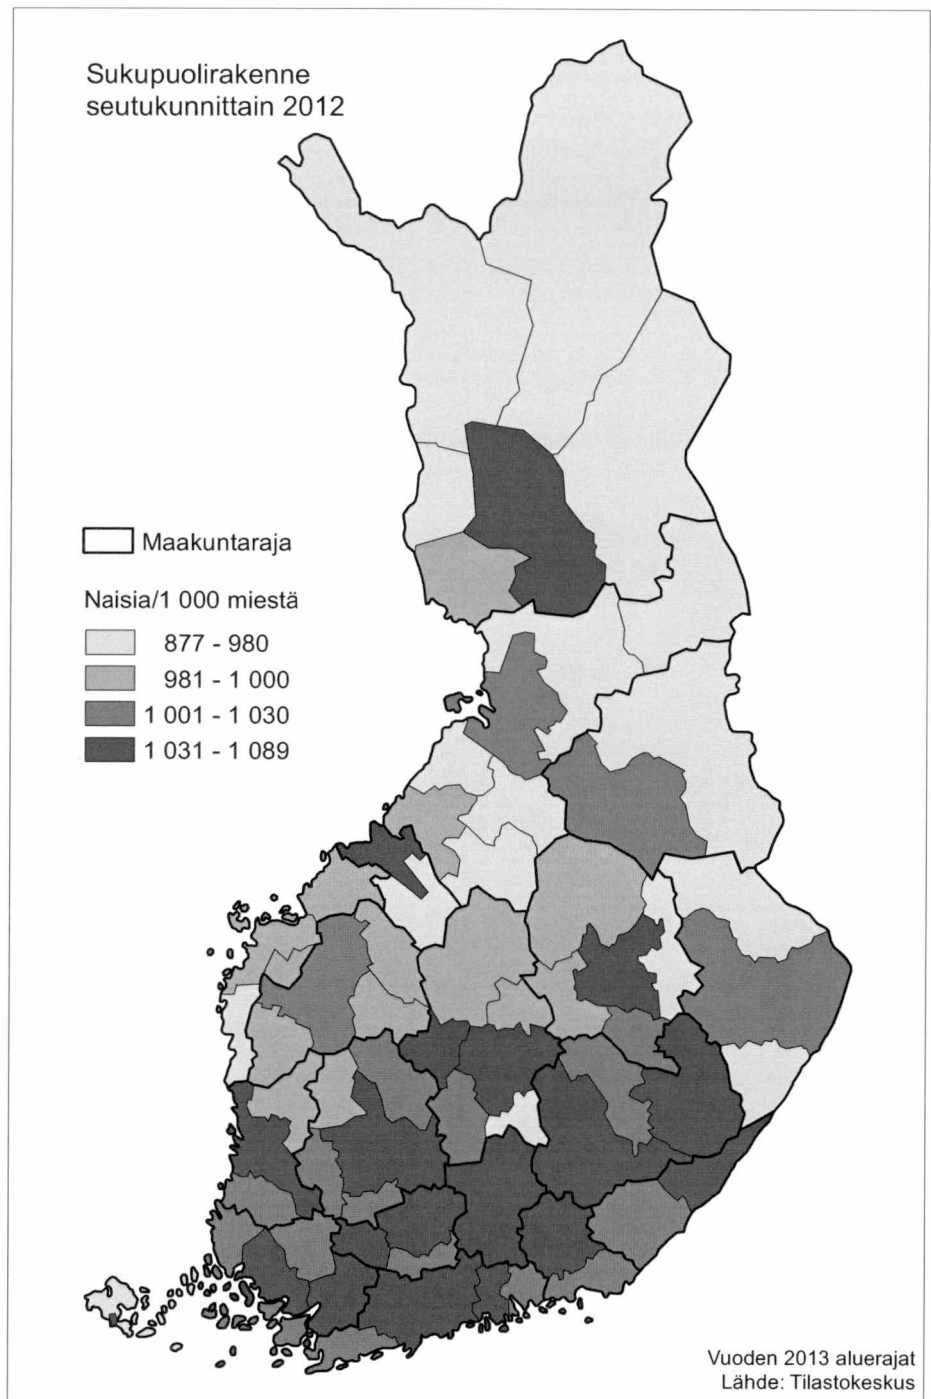 Sukupuolirakenne
seutukunnittain 2012
Maakuntaraja
Naisia/1 000 miestä
877 - 980
981 - 1 000
1 001 - 1 030
1 031 - 1 089
Vuoden 2013 aluerajat
Lähde: Tilastokeskus